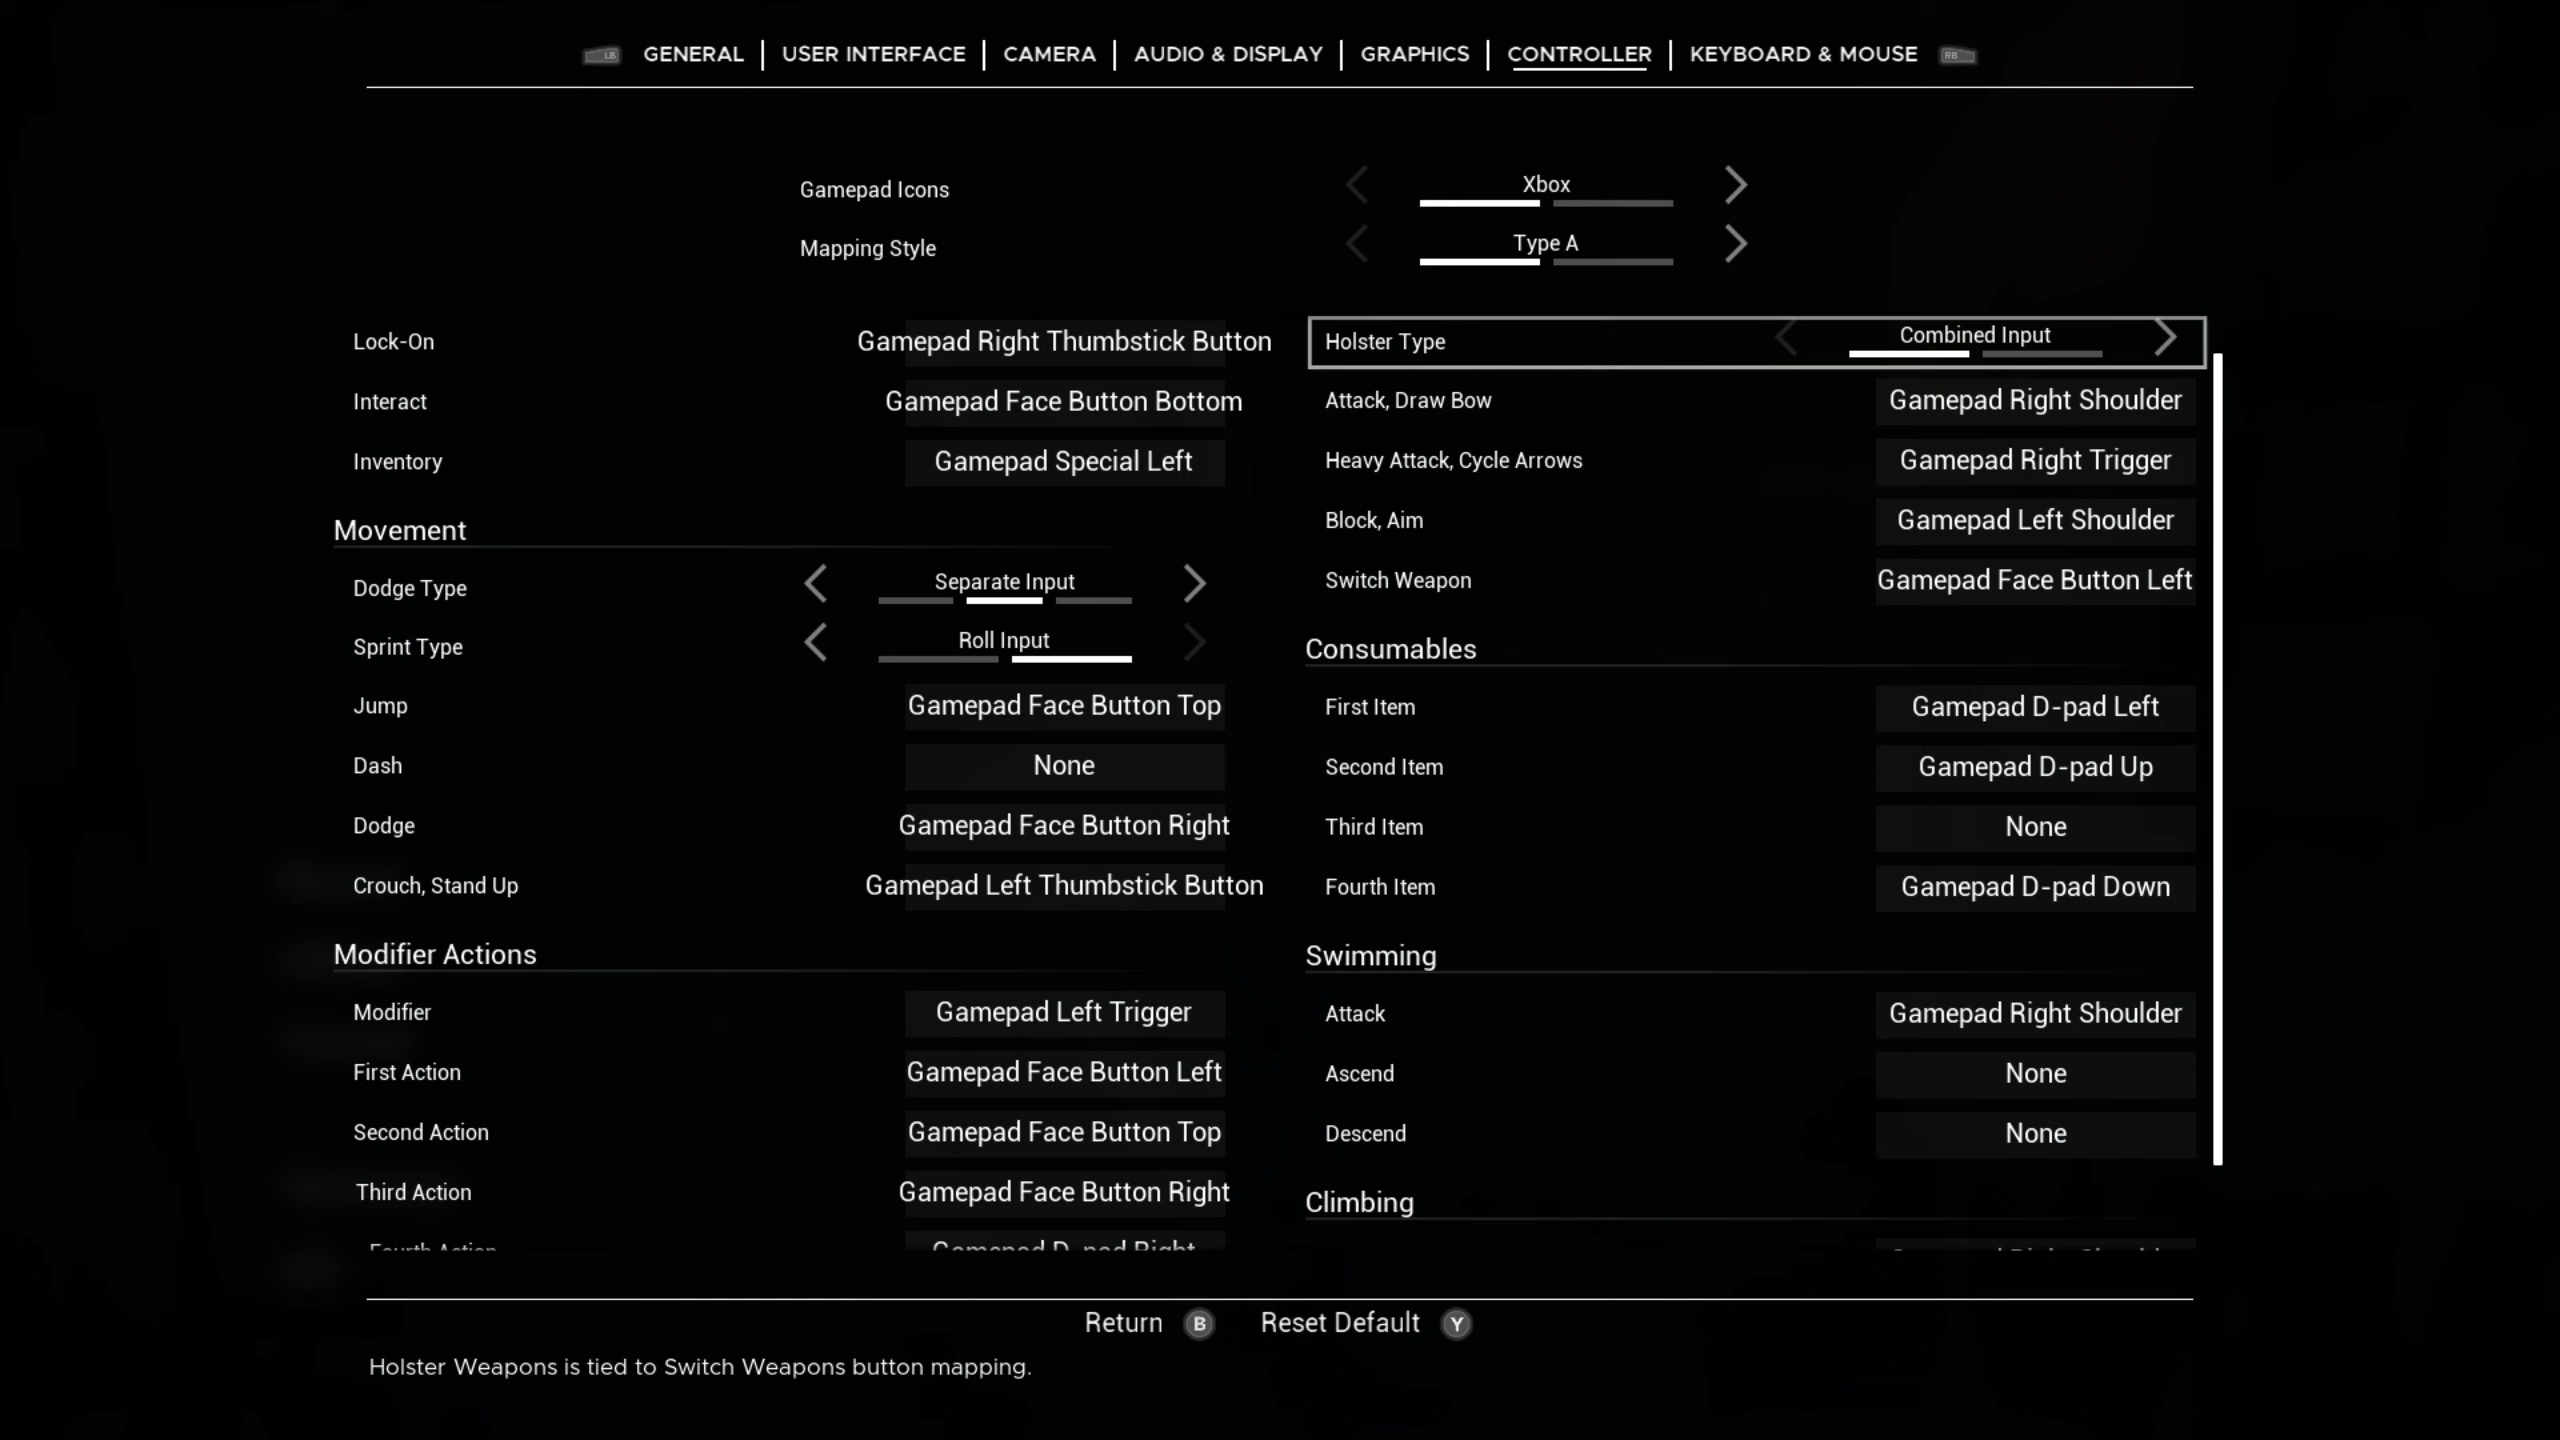 LB GENERAL USER INTERFACE CAMERA AUDIO & DISPLAY GRAPHICS CONTROLLER KEYBOARD & MOUSE RB
Gamepad Icons Xbox
Mapping Style Type A
Lock-On Gamepad Right Thumbstick Button
Interact Gamepad Face Button Bottom
Inventory Gamepad Special Left
Movement
Dodge Type Separate Input
Sprint Type Roll Input
Jump Gamepad Face Button Top
Dash None
Dodge Gamepad Face Button Right
Crouch, Stand Up Gamepad Left Thumbstick Button
Modifier Actions
Modifier Gamepad Left Trigger
First Action Gamepad Face Button Left
Second Action Gamepad Face Button Top
Third Action Gamepad Face Button Right
Fourth Action Gamepad D-pad Right
Holster Type Combined Input
Attack, Draw Bow Gamepad Right Shoulder
Heavy Attack, Cycle Arrows Gamepad Right Trigger
Block, Aim Gamepad Left Shoulder
Switch Weapon Gamepad Face Button Left
Consumables
First Item Gamepad D-pad Left
Second Item Gamepad D-pad Up
Third Item None
Fourth Item Gamepad D-pad Down
Swimming
Attack Gamepad Right Shoulder
Ascend None
Descend None
Climbing
Return B Reset Default Y
Holster Weapons is tied to Switch Weapons button mapping.